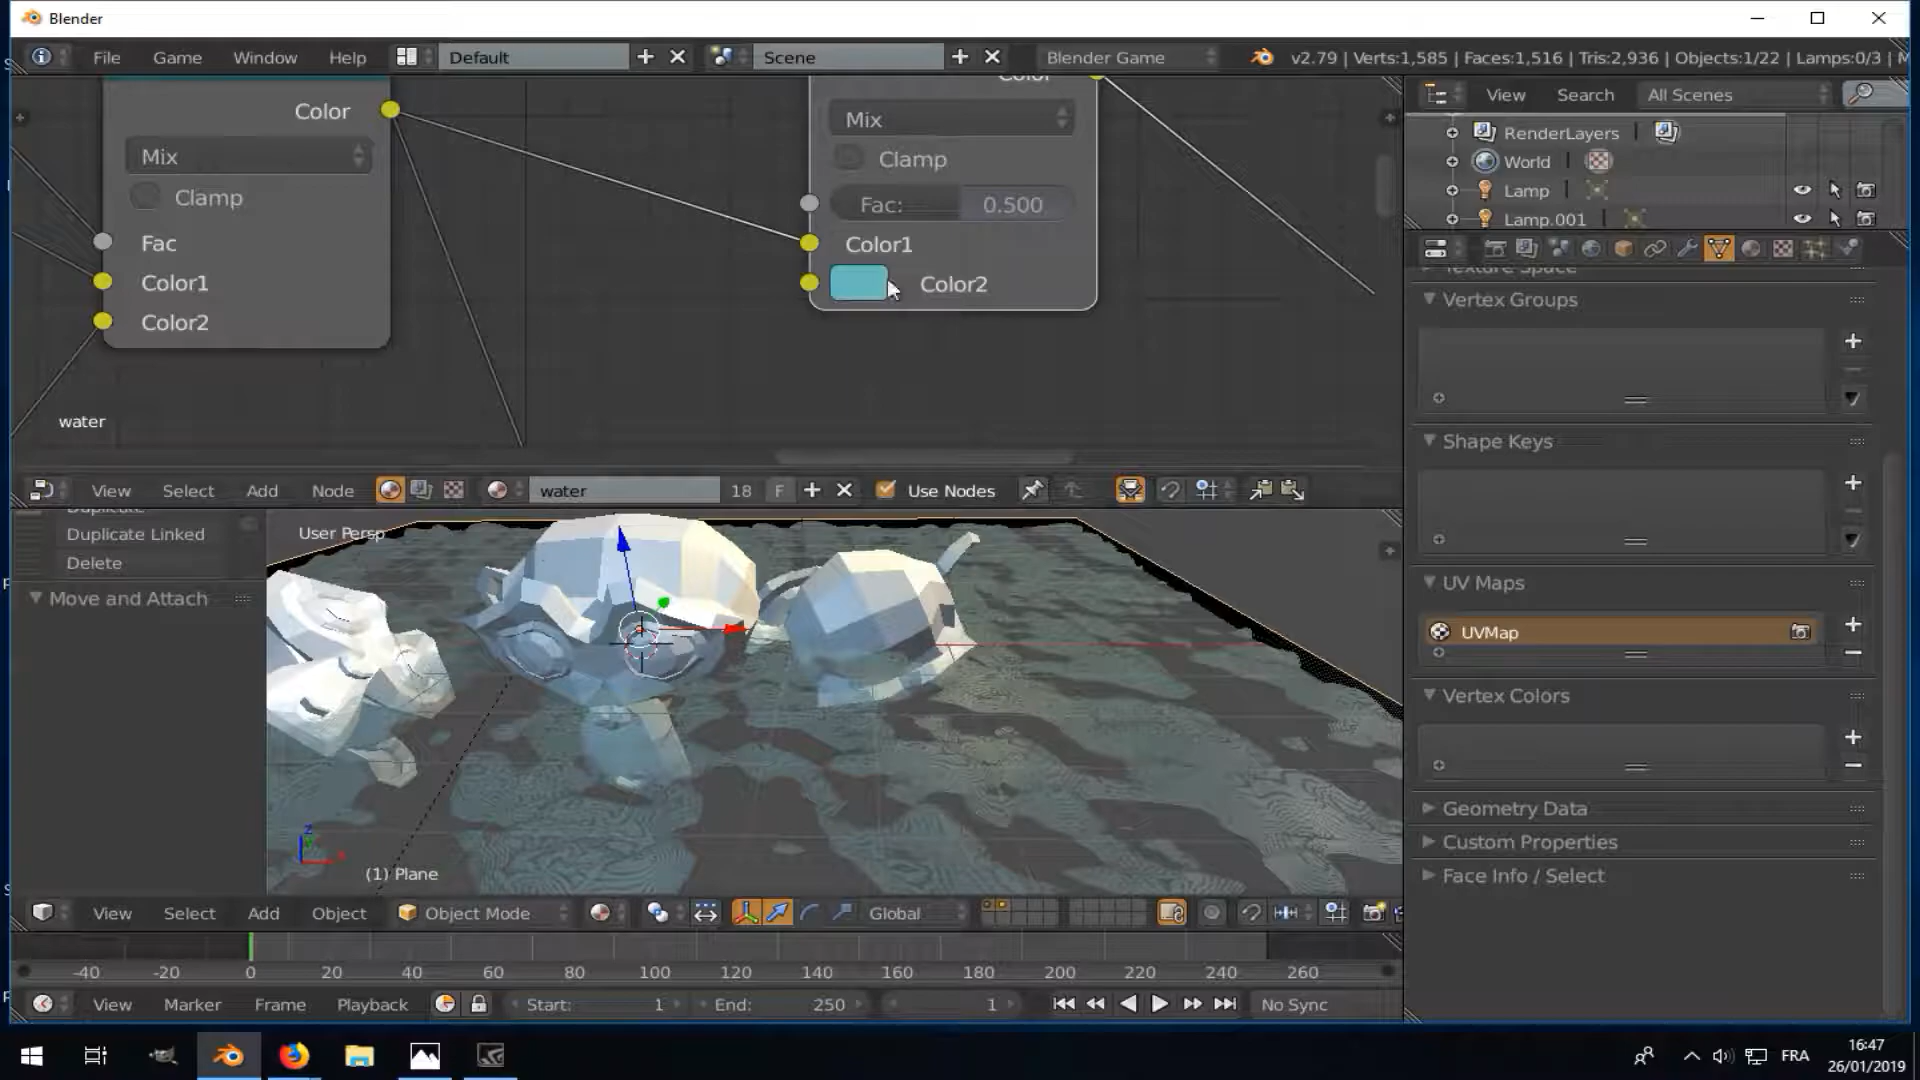 Blender
File Game Window Help Default Scene Blender Game v2.79 | Verts:1,585 | Faces:1,516 | Tris:2,936 | Objects:1/22 | Lamps:0/3 | M
Color
Mix
Clamp
Fac
Color1
Color2
water
Color
Mix
Clamp
Fac: 0.500
Color1
Color2
View Search All Scenes
RenderLayers
World
Lamp
Lamp.001
Texture Space
Vertex Groups
Shape Keys
UV Maps
UVMap
Vertex Colors
Geometry Data
Custom Properties
Face Info / Select
View Select Add Node water 18 F Use Nodes
Duplicate
Duplicate Linked
Delete
Move and Attach
User Persp
z
x
(1) Plane
View Select Add Object Object Mode Global
-40 -20 0 20 40 60 80 100 120 140 160 180 200 220 240 260
View Marker Frame Playback Start: 1 End: 250 1 No Sync
FRA
16:47
26/01/2019